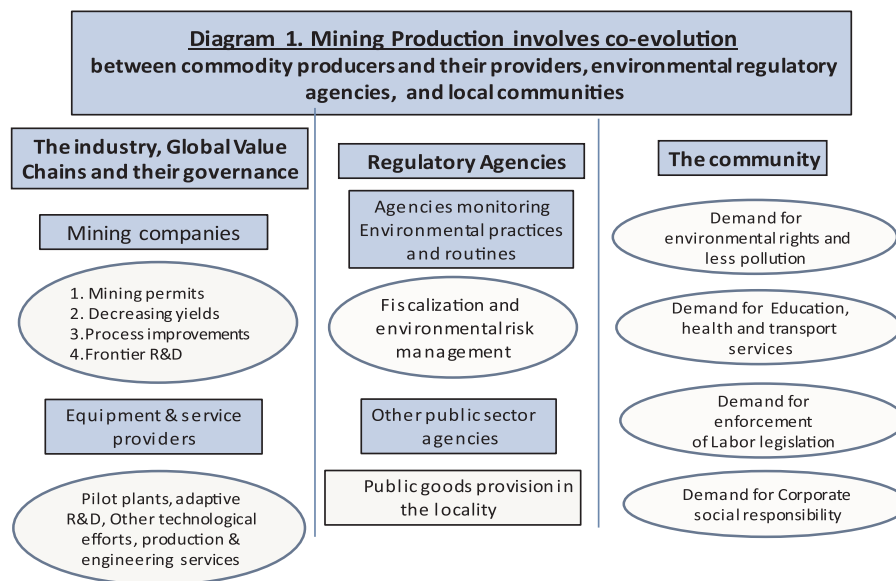 Diagram 1. Mining Production involves co-evolution
between commodity producers and their providers, environmental regulatory
agencies, and local communities
The industry, Global Value
Chains and their governance
Mining companies
1. Mining permits
2. Decreasing yields
3.Process improvements
4.Frontier R&D
Equipment & service
providers
Pilot plants, adaptive
R&D, Other technological
efforts, production &
engineering services
Regulatory Agencies
Agencies monitoring
Environmental practices
and routines
Fiscalization and
environmental risk
management
Other public sector
agencies
Public goods provision in
the locality
The community
Demand for
environmental rights and
less pollution
Demand for Education,
health and transport
services
Demand for
enforcement
of Labor legislation
Demand for Corporate
social responsibility